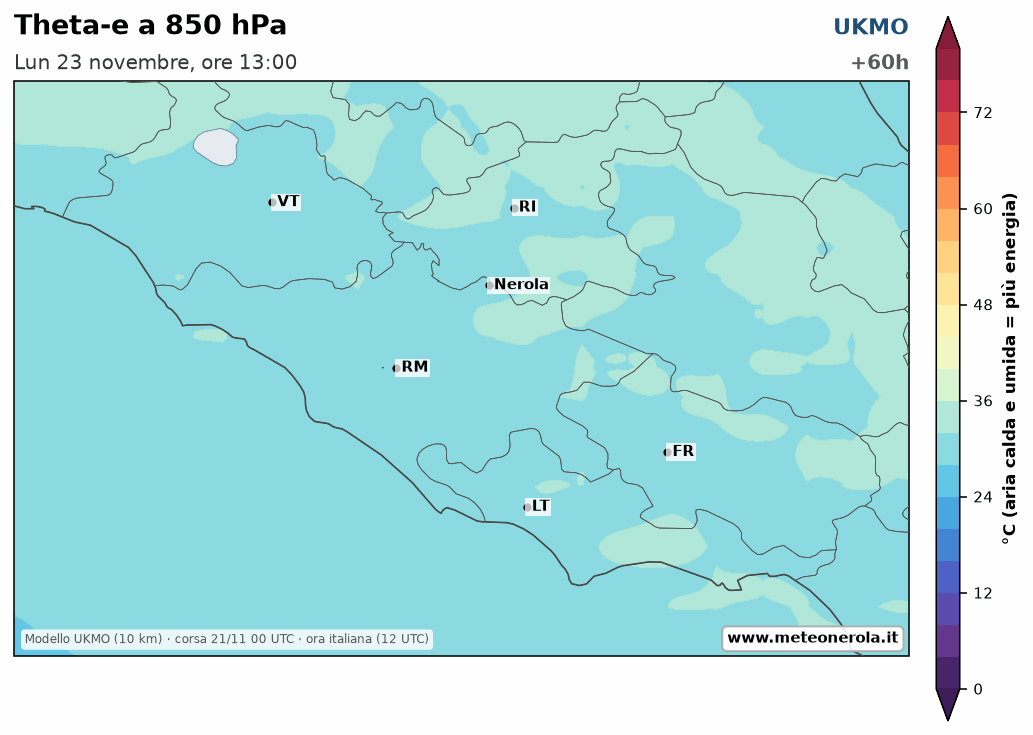 Theta-e a 850 hPa
UKMO
Lun 23 novembre, ore 13:00
+60h
VT
RI
Nerola
RM
FR
LT
Modello UKMO (10 km) · corsa 21/11 00 UTC · ora italiana (12 UTC)
www.meteonerola.it
72
60
48
36
24
12
0
°C (aria calda e umida = più energia)